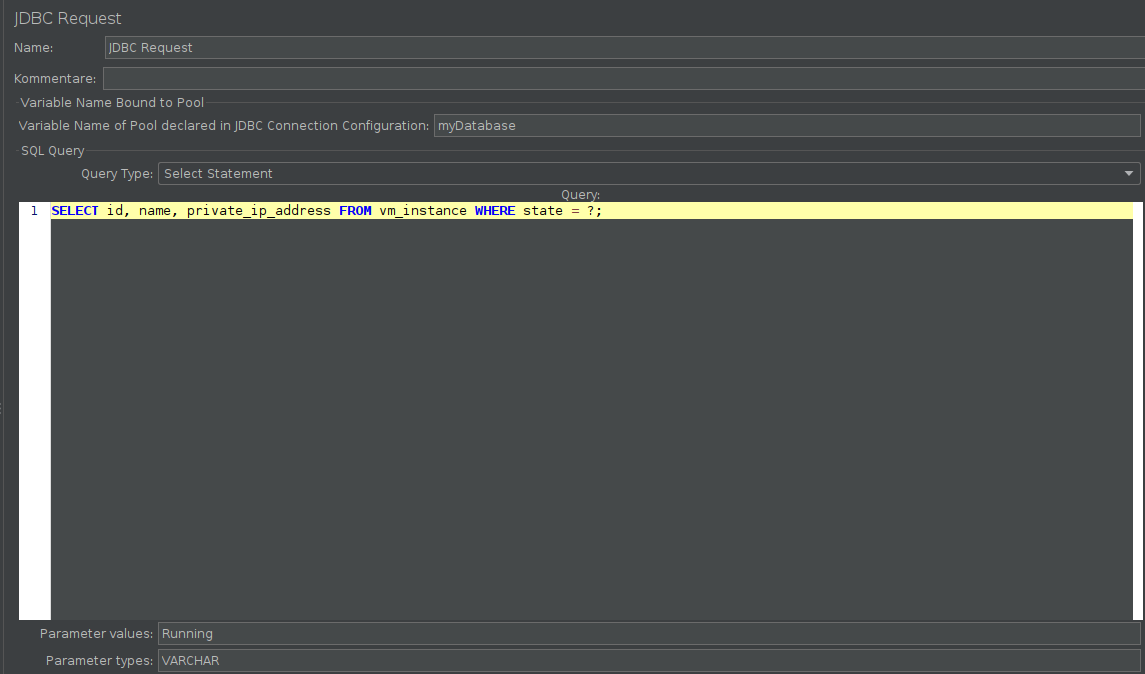 JDBC Request
Name: JDBC Request
Kommentare:
Variable Name Bound to Pool
Variable Name of Pool declared in JDBC Connection Configuration: myDatabase
SQL Query
Query Type: Select Statement
Query:
1 SELECT id, name, private_ip_address FROM vm_instance WHERE state = ?;
Parameter values: Running
Parameter types: VARCHAR